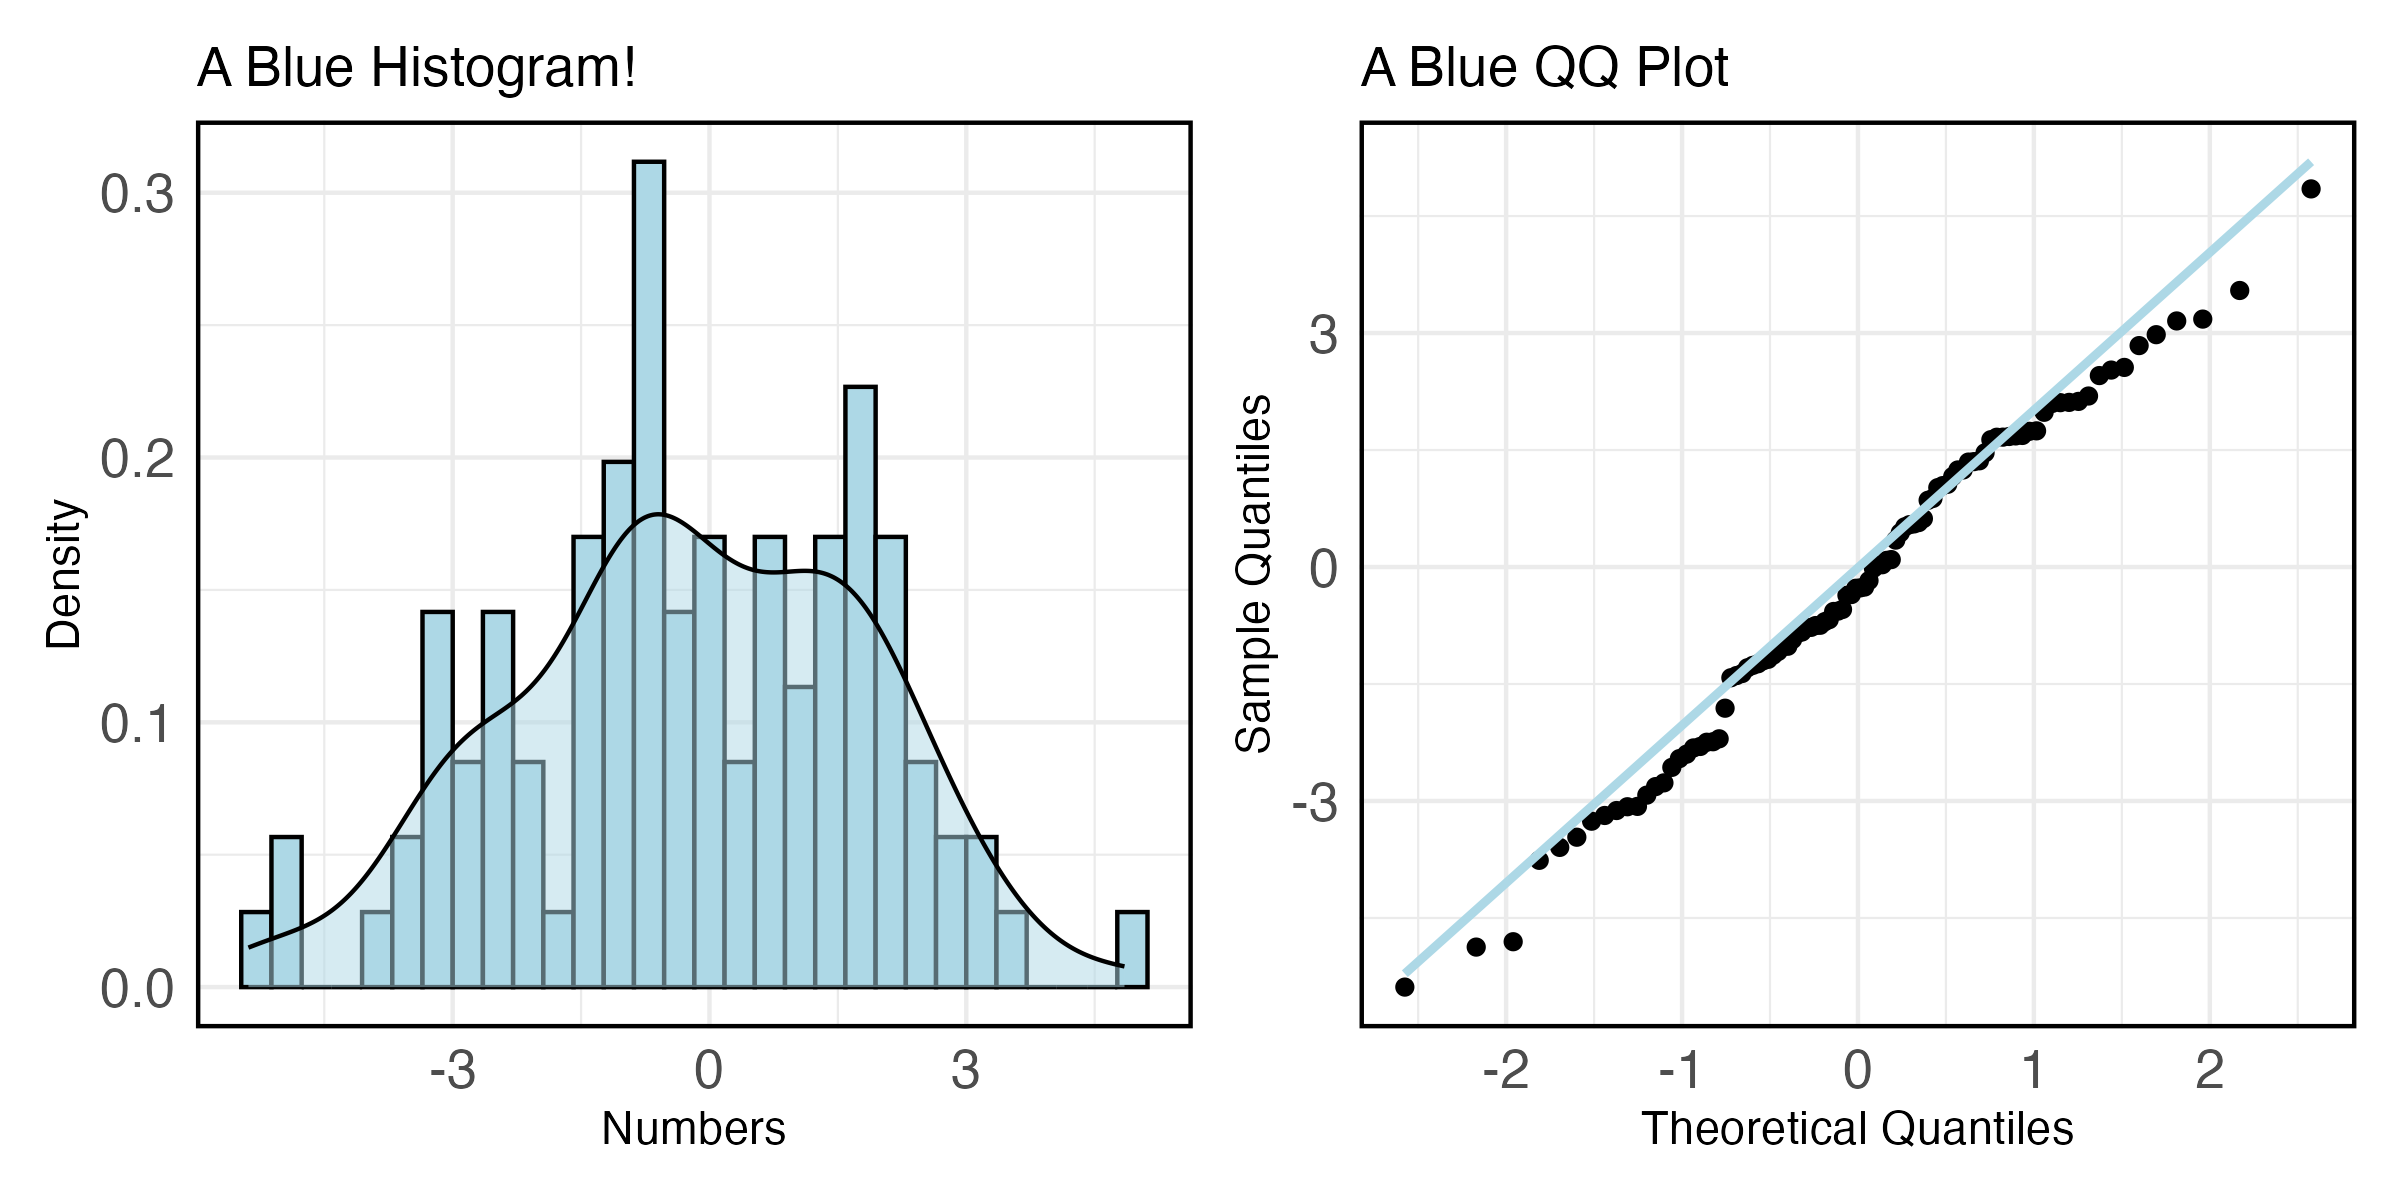 A Blue Histogram!
A Blue QQ Plot
0.3
0.2
0.1
0.0
Density
-3 0 3
Numbers
3
0
-3
Sample Quantiles
-2 -1 0 1 2
Theoretical Quantiles